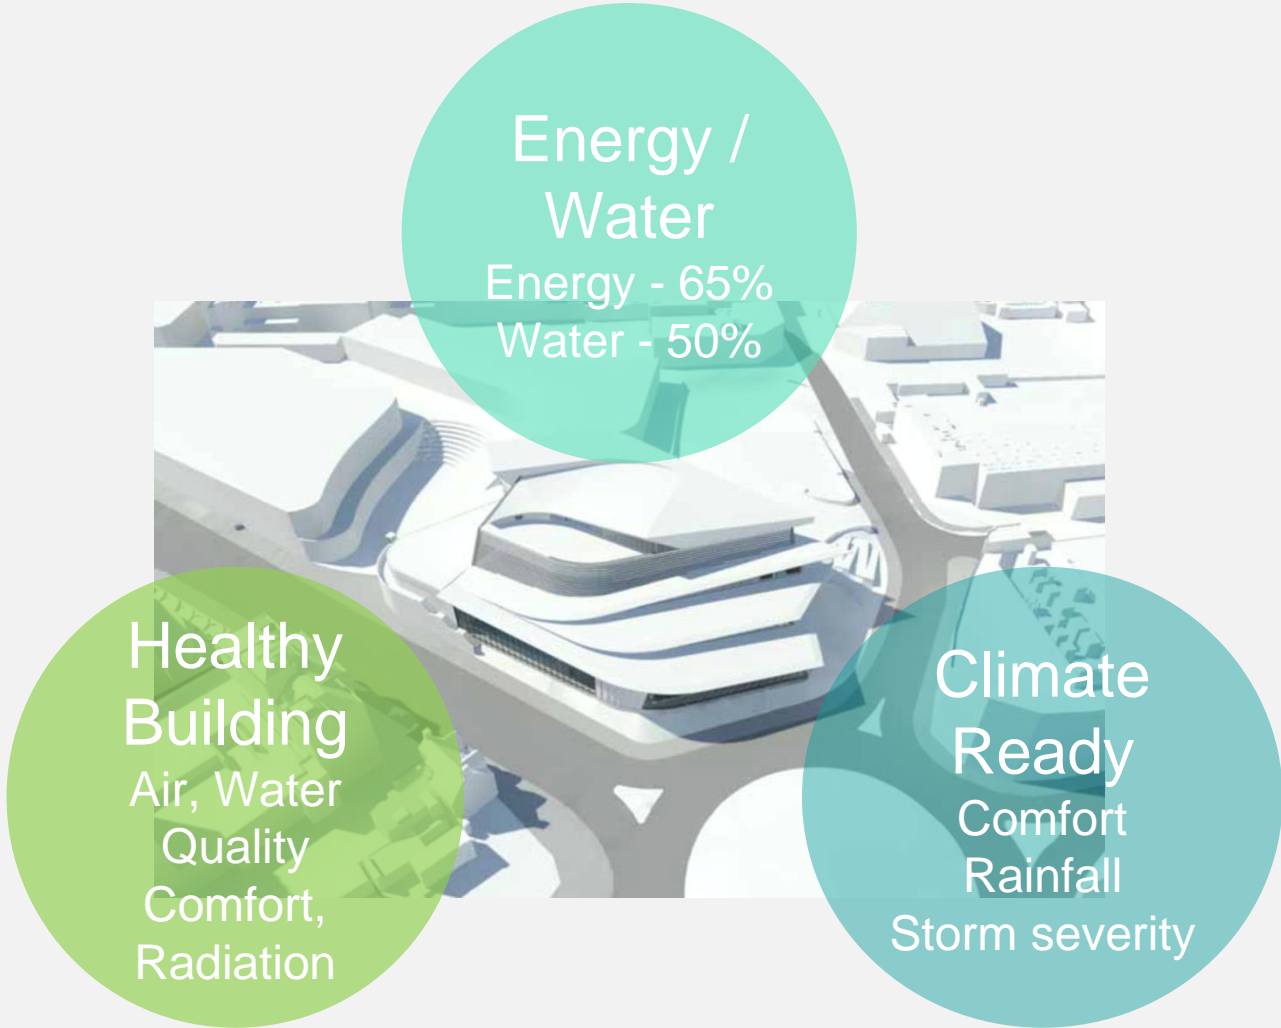 Energy /
Water
Energy - 65%
Water - 50%
Healthy
Building
Air, Water
Quality
Comfort,
Radiation
Climate
Ready
Comfort
Rainfall
Storm severity